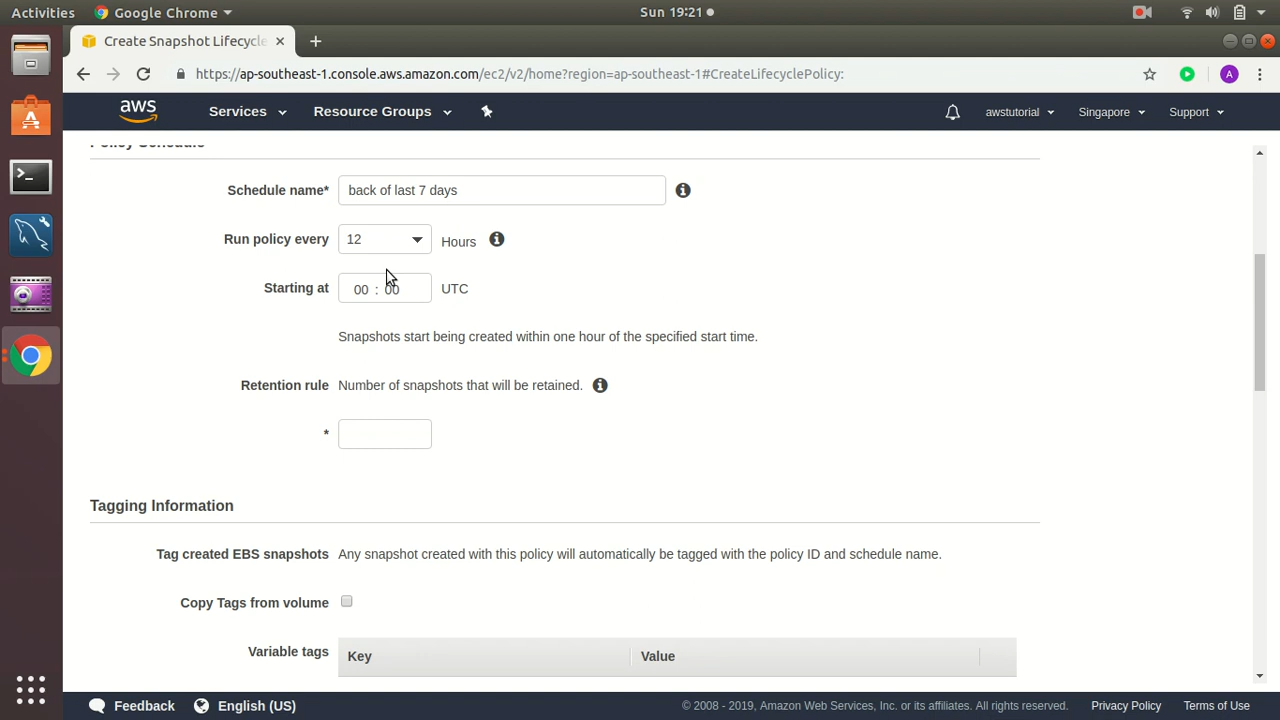 Activities Google Chrome Sun 19:21
Create Snapshot Lifecycle
https://ap-southeast-1.console.aws.amazon.com/ec2/v2/home?region=ap-southeast-1#CreateLifecyclePolicy: A
aws Services Resource Groups awstutorial Singapore Support
Policy Schedule
Schedule name* back of last 7 days
Run policy every 12 Hours
Starting at 00 : 00 UTC
Snapshots start being created within one hour of the specified start time.
Retention rule Number of snapshots that will be retained.
*
Tagging Information
Tag created EBS snapshots Any snapshot created with this policy will automatically be tagged with the policy ID and schedule name.
Copy Tags from volume
Variable tags Key Value
Feedback English (US) © 2008 - 2019, Amazon Web Services, Inc. or its affiliates. All rights reserved. Privacy Policy Terms of Use